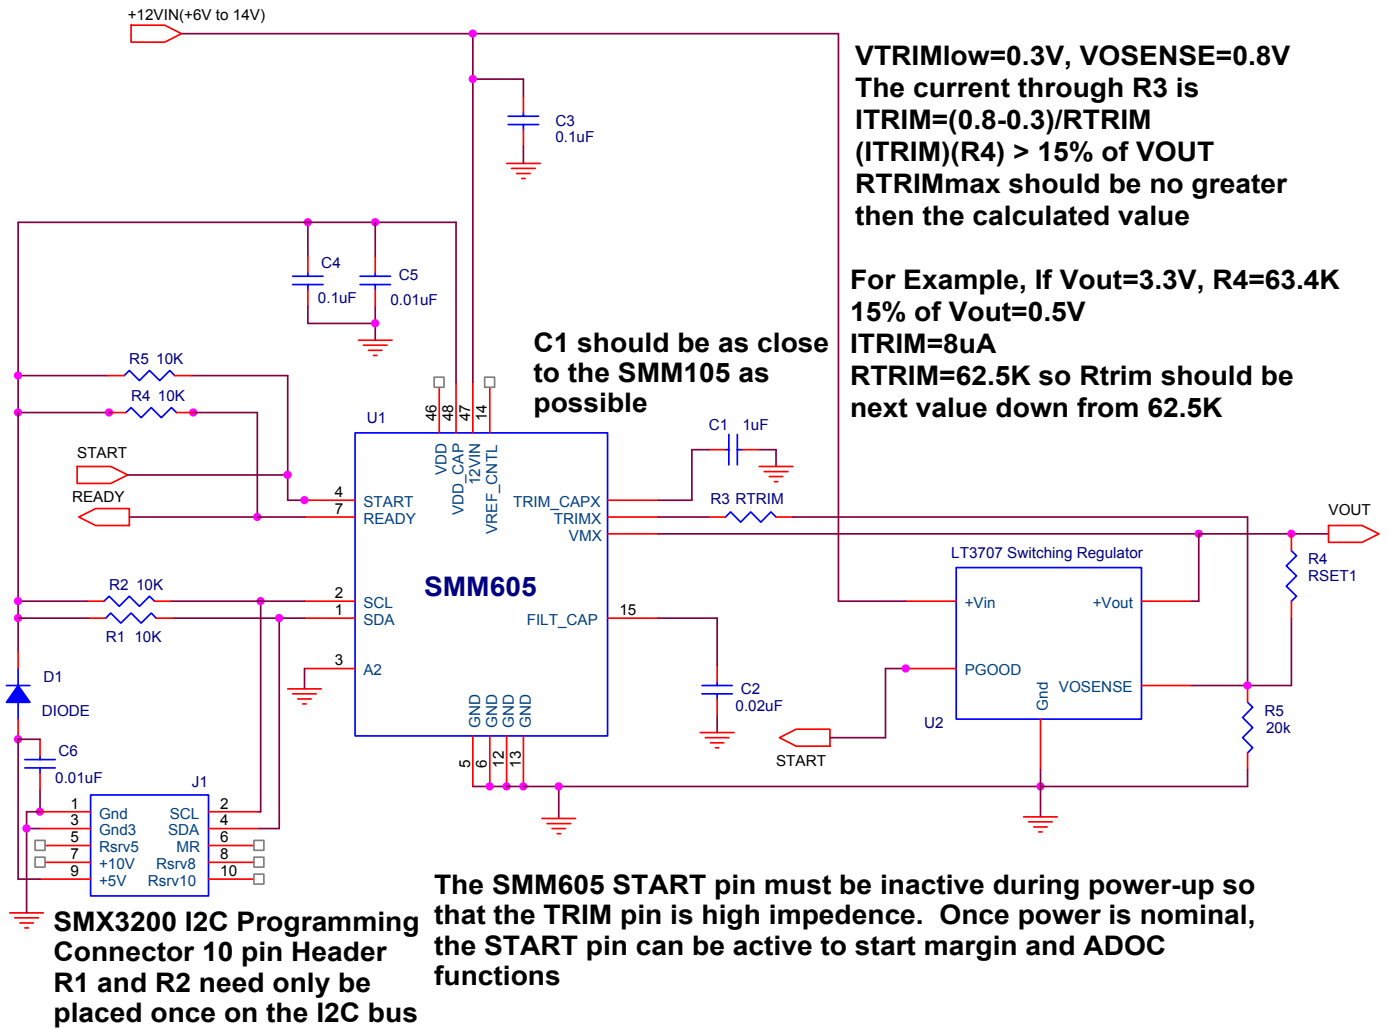 +12VIN(+6V to 14V)
VTRIMlow=0.3V, VOSENSE=0.8V
The current through R3 is
ITRIM=(0.8-0.3)/RTRIM
(ITRIM)(R4) > 15% of VOUT
RTRIMmax should be no greater
then the calculated value
For Example, If Vout=3.3V, R4=63.4K
15% of Vout=0.5V
ITRIM=8uA
RTRIM=62.5K so Rtrim should be
next value down from 62.5K
C3
0.1uF
C4
0.1uF
C5
0.01uF
C1 should be as close
to the SMM105 as
possible
R5 10K
R4 10K
START
READY
U1
46
48
47
14
VDD
VDD_CAP
12VIN
VREF_CNTL
4
START
7
READY
2
SCL
1
SDA
3
A2
SMM605
TRIM_CAPX
TRIMX
VMX
FILT_CAP
15
GND
GND
GND
GND
5
6
12
13
C1 1uF
R3 RTRIM
C2
0.02uF
VOUT
LT3707 Switching Regulator
+Vin
+Vout
PGOOD
VOSENSE
Gnd
U2
R4
RSET1
R5
20k
START
R2 10K
R1 10K
D1
DIODE
C6
0.01uF
J1
1
Gnd
SCL
2
3
Gnd3
SDA
4
5
Rsrv5
MR
6
7
+10V
Rsrv8
8
9
+5V
Rsrv10
10
SMX3200 I2C Programming
Connector 10 pin Header
R1 and R2 need only be
placed once on the I2C bus
The SMM605 START pin must be inactive during power-up so
that the TRIM pin is high impedence. Once power is nominal,
the START pin can be active to start margin and ADOC
functions